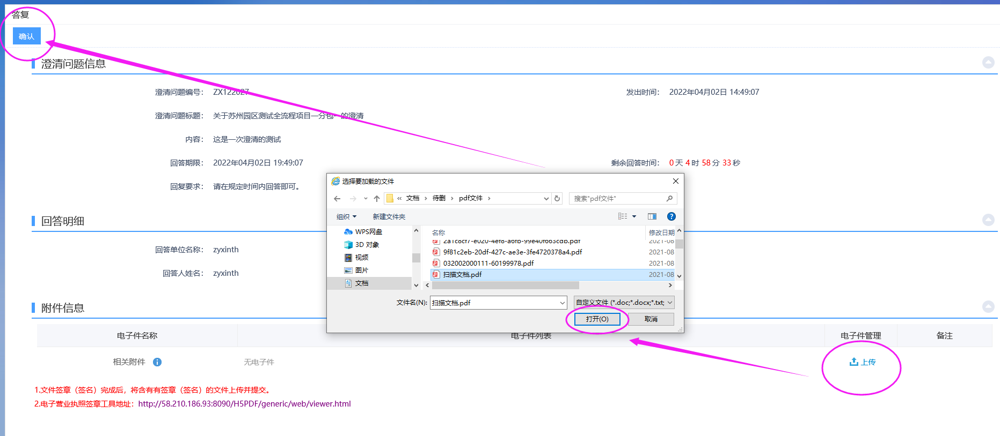 答复
确认
澄清问题信息
澄清问题编号： ZX122027
发出时间： 2022年04月02日 14:49:07
澄清问题标题： 关于苏州园区测试全流程项目—分包一的澄清
内容： 这是一次澄清的测试
回答期限： 2022年04月02日 19:49:07
剩余回答时间： 0 天 4 时 58 分 33 秒
回复要求： 请在规定时间内回答即可。
选择要加载的文件
« 文档 › 待删 › pdf文件 ›
搜索"pdf文件"
组织 新建文件夹
WPS网盘
3D 对象
视频
图片
文档
名称 修改日期
2a1c8cf7-e020-4ef8-a6fb-99e40f663cdb.pdf 2021-08
9f81c2eb-20df-427c-ae3e-3fe4720378a4.pdf 2021-08
032002000111-60199978.pdf 2021-08
扫描文档.pdf 2021-08
文件名(N): 扫描文档.pdf
自定义文件 (*.doc;*.docx;*.txt;
打开(O) 取消
回答明细
回答单位名称： zyxinth
回答人姓名： zyxinth
附件信息
电子件名称 电子件列表 电子件管理 备注
相关附件 无电子件 上传
1.文件签章（签名）完成后，将含有有签章（签名）的文件上传并提交。
2.电子营业执照签章工具地址：http://58.210.186.93:8090/H5PDF/generic/web/viewer.html